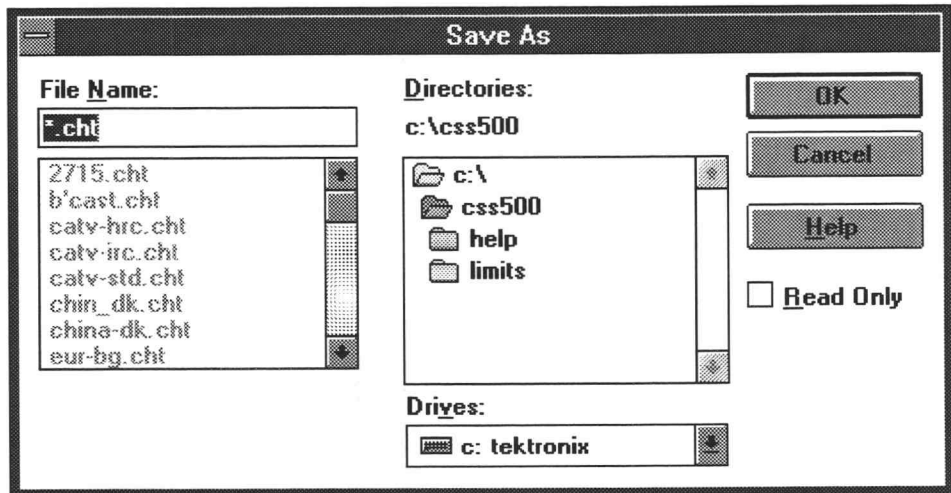 Save As
File Name:
*.cht
2715.cht
b'cast.cht
catv-hrc.cht
catv-irc.cht
catv-std.cht
chin_dk.cht
china-dk.cht
eur-bg.cht
Directories:
c:\css500
c:\
css500
help
limits
Drives:
c: tektronix
OK
Cancel
Help
Read Only